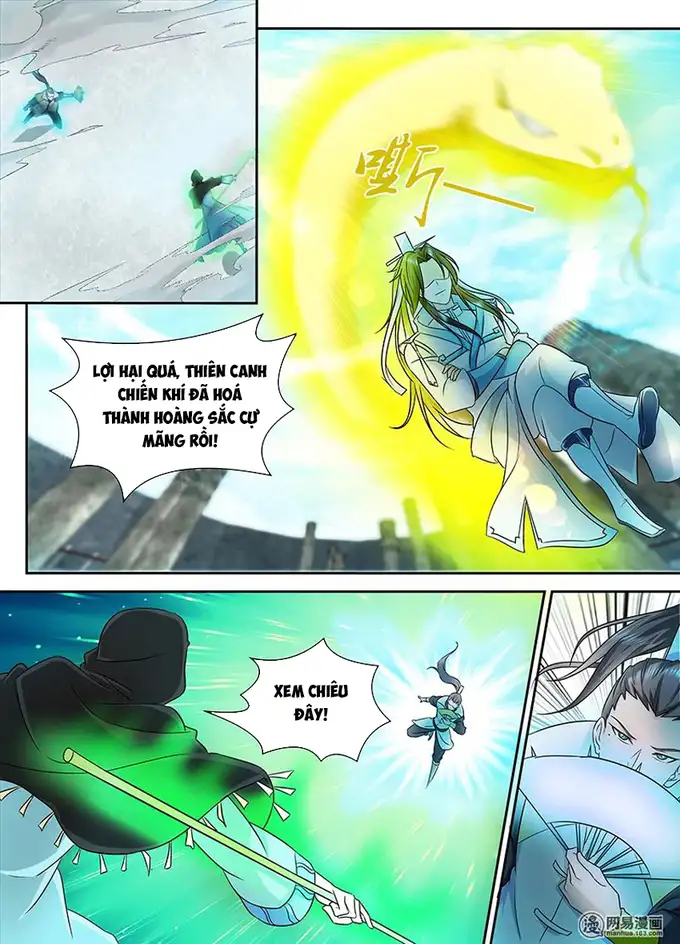 嘶
LỢI HẠI QUÁ, THIÊN CANH
CHIẾN KHÍ ĐÃ HOÁ
THÀNH HOÀNG SẮC CỰ
MÃNG RỒI!
XEM CHIÊU
ĐÂY!
网易漫画
manhua.163.com